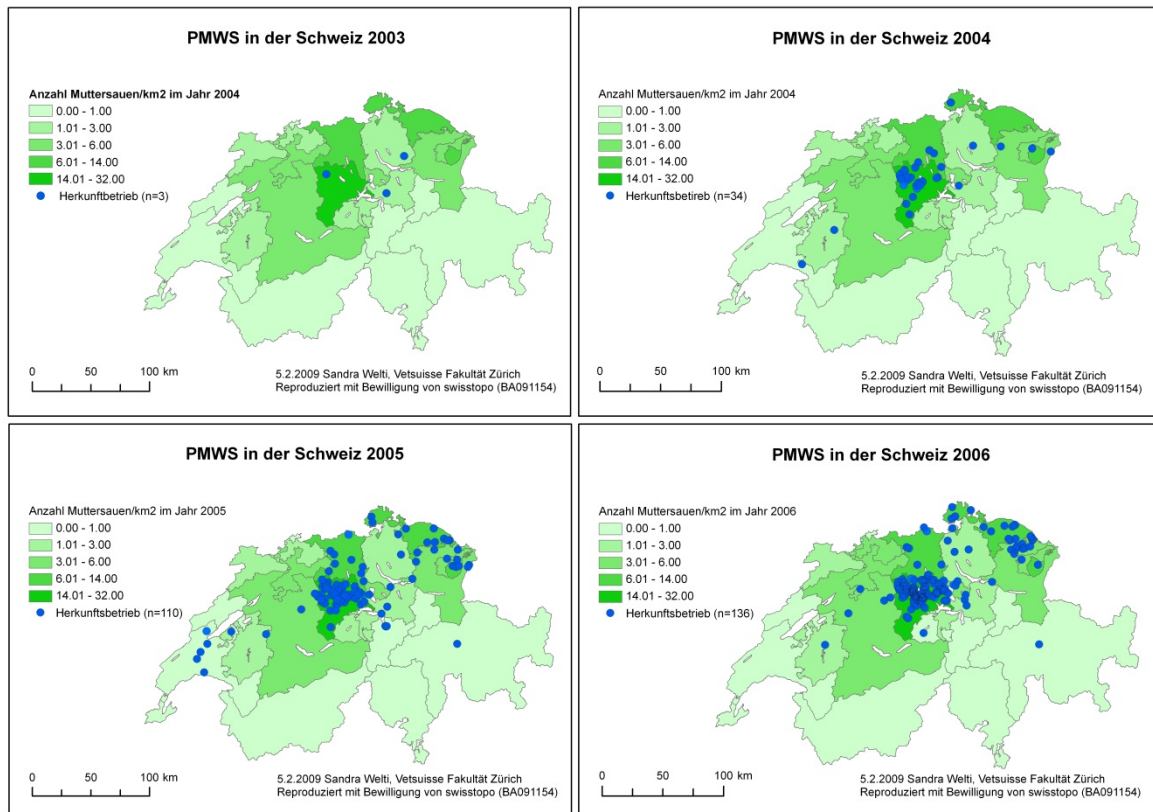 PMWS in der Schweiz 2003
Anzahl Muttersauen/km2 im Jahr 2004
0.00 - 1.00
1.01 - 3.00
3.01 - 6.00
6.01 - 14.00
14.01 - 32.00
Herkunftbetrieb (n=3)
0 50 100 km
5.2.2009 Sandra Welti, Vetsuisse Fakultät Zürich
Reproduziert mit Bewilligung von swisstopo (BA091154)
PMWS in der Schweiz 2004
Anzahl Muttersauen/km2 im Jahr 2004
0.00 - 1.00
1.01 - 3.00
3.01 - 6.00
6.01 - 14.00
14.01 - 32.00
Herkunftsbetireb (n=34)
0 50 100 km
5.2.2009 Sandra Welti, Vetsuisse Fakultät Zürich
Reproduziert mit Bewilligung von swisstopo (BA091154)
PMWS in der Schweiz 2005
Anzahl Muttersauen/km2 im Jahr 2005
0.00 - 1.00
1.01 - 3.00
3.01 - 6.00
6.01 - 14.00
14.01 - 32.00
Herkunftsbetrieb (n=110)
0 50 100 km
5.2.2009 Sandra Welti, Vetsuisse Fakultät Zürich
Reproduziert mit Bewilligung von swisstopo (BA091154)
PMWS in der Schweiz 2006
Anzahl Muttersauen/km2 im Jahr 2006
0.00 - 1.00
1.01 - 3.00
3.01 - 6.00
6.01 - 14.00
14.01 - 32.00
Herkunftsbetrieb (n=136)
0 50 100 km
5.2.2009 Sandra Welti, Vetsuisse Fakultät Zürich
Reproduziert mit Bewilligung von swisstopo (BA091154)